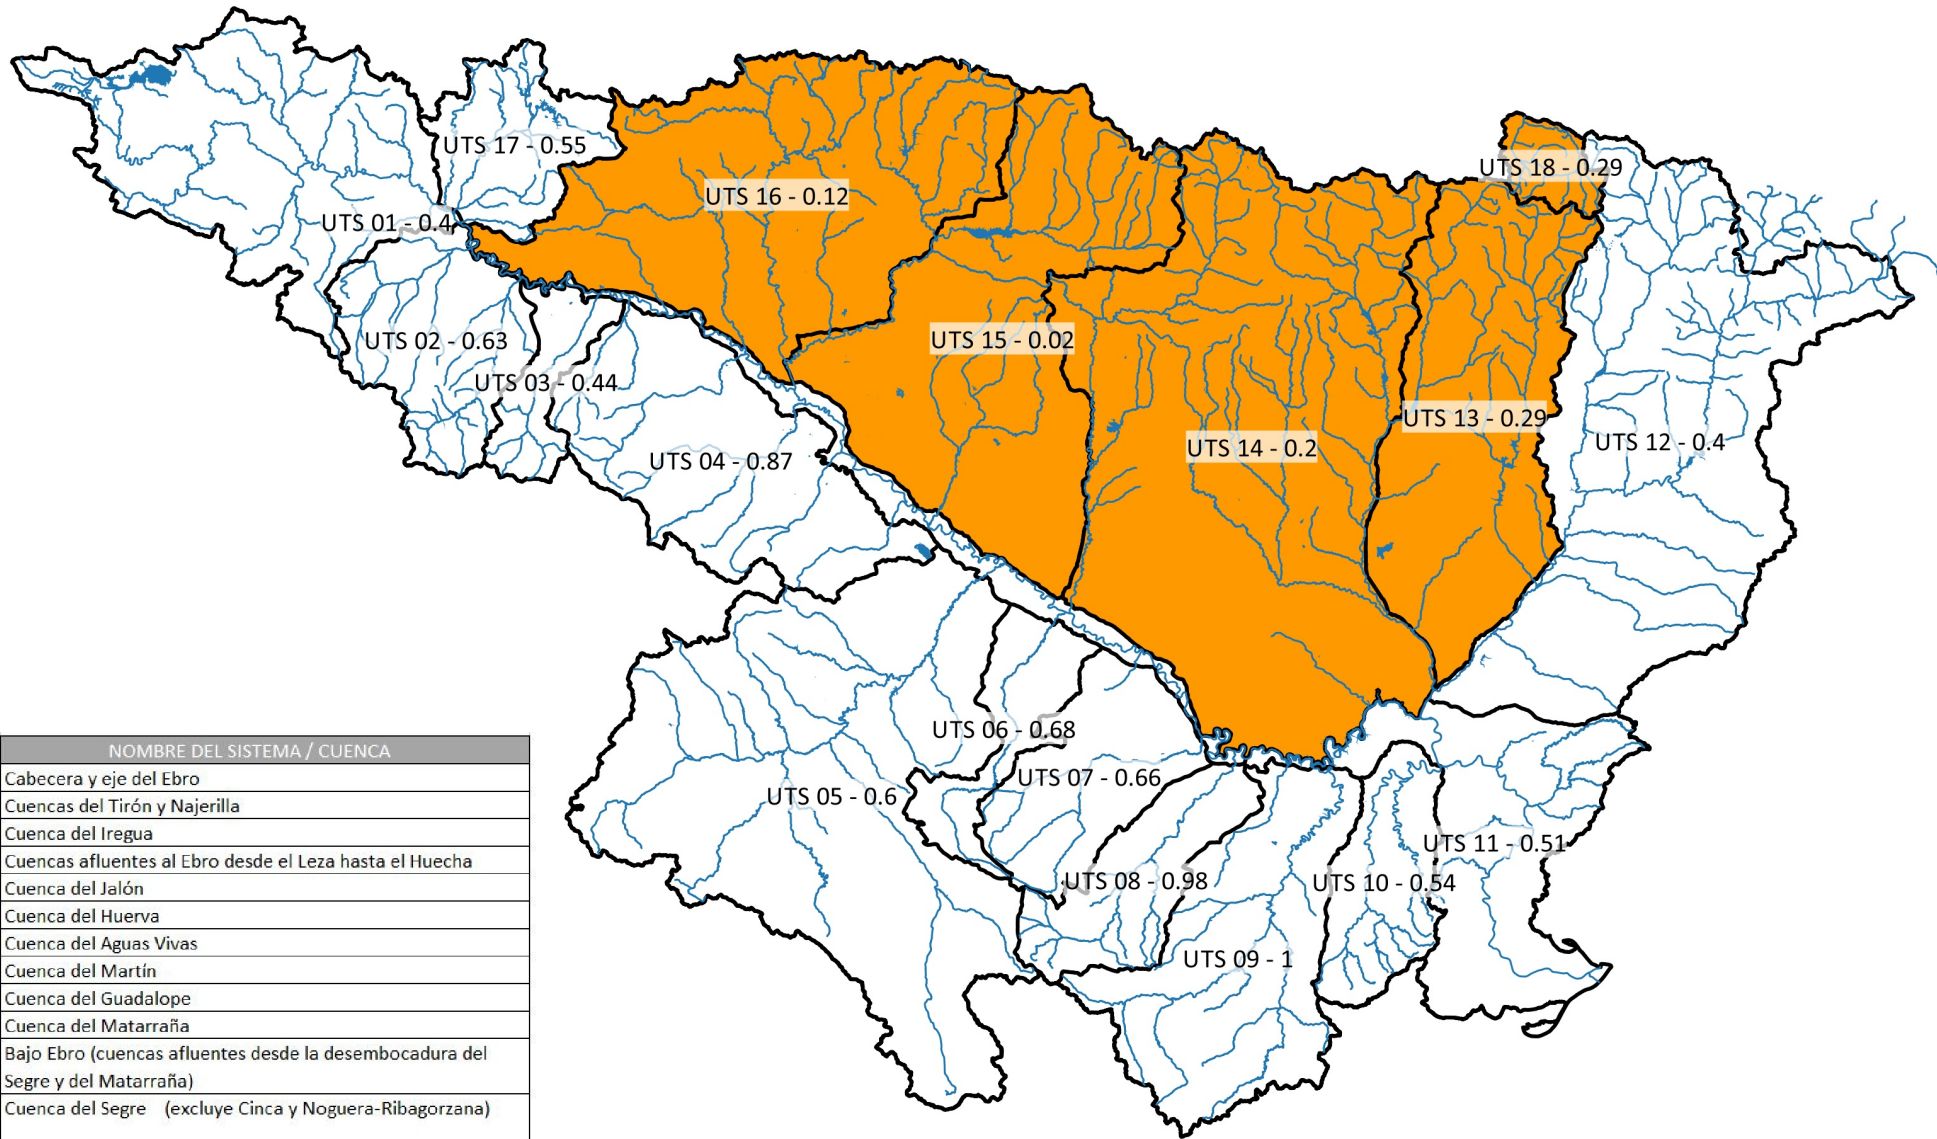 UTS 17 - 0.55
UTS 18 - 0.29
UTS 16 - 0.12
UTS 01 - 0.4
UTS 02 - 0.63
UTS 15 - 0.02
UTS 03 - 0.44
UTS 13 - 0.29
UTS 14 - 0.2
UTS 12 - 0.4
UTS 04 - 0.87
UTS 06 - 0.68
UTS 07 - 0.66
UTS 05 - 0.6
UTS 11 - 0.51
UTS 08 - 0.98
UTS 10 - 0.54
UTS 09 - 1
NOMBRE DEL SISTEMA / CUENCA
Cabecera y eje del Ebro
Cuencas del Tirón y Najerilla
Cuenca del Iregua
Cuencas afluentes al Ebro desde el Leza hasta el Huecha
Cuenca del Jalón
Cuenca del Huerva
Cuenca del Aguas Vivas
Cuenca del Martín
Cuenca del Guadalope
Cuenca del Matarraña
Bajo Ebro (cuencas afluentes desde la desembocadura del
Segre y del Matarraña)
Cuenca del Segre (excluye Cinca y Noguera-Ribagorzana)